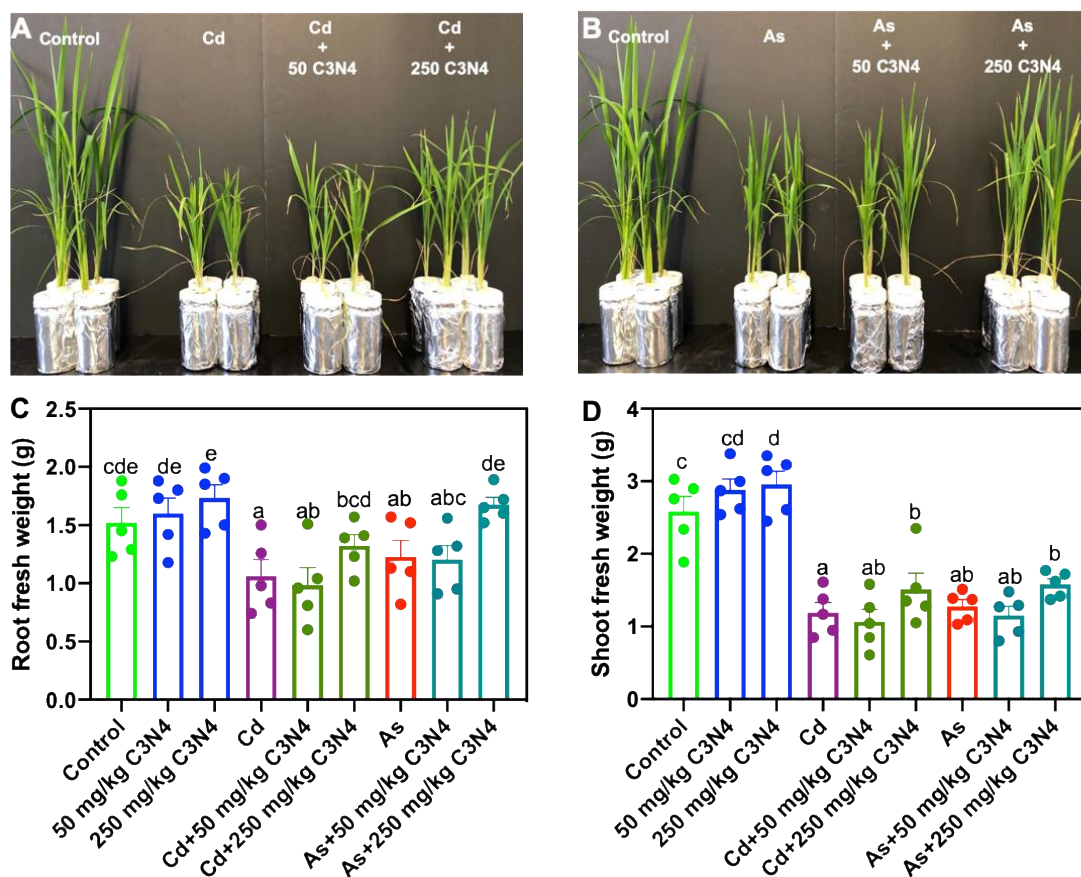 A
Control
Cd
Cd
+
50 C3N4
Cd
+
250 C3N4
B
Control
As
As
+
50 C3N4
As
+
250 C3N4
C
Root fresh weight (g)
2.5
2.0
1.5
1.0
0.5
0.0
cde
de
e
a
ab
bcd
ab
abc
de
Control
50 mg/kg C3N4
250 mg/kg C3N4
Cd
Cd+50 mg/kg C3N4
Cd+250 mg/kg C3N4
As
As+50 mg/kg C3N4
As+250 mg/kg C3N4
D
Shoot fresh weight (g)
4
3
2
1
0
c
cd
d
a
ab
b
ab
ab
b
Control
50 mg/kg C3N4
250 mg/kg C3N4
Cd
Cd+50 mg/kg C3N4
Cd+250 mg/kg C3N4
As
As+50 mg/kg C3N4
As+250 mg/kg C3N4